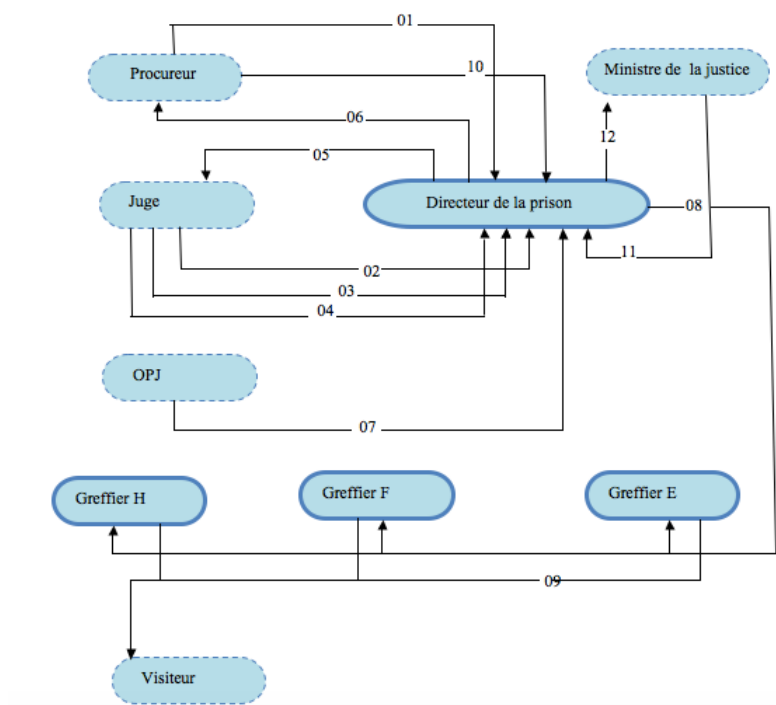 01
Procureur
10
Ministre de la justice
06
12
05
Juge
Directeur de la prison
08
02
11
03
04
OPJ
07
Greffier H
Greffier F
Greffier E
09
Visiteur